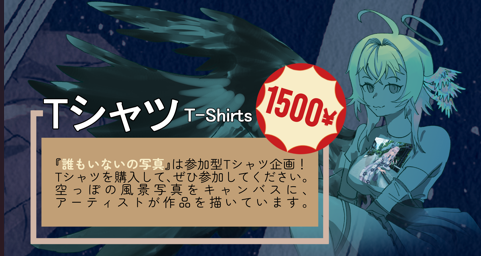 Tシャツ T-Shirts
1500¥
『誰もいないの写真』は参加型Tシャツ企画！
Tシャツを購入して、ぜひ参加してください。
空っぽの風景写真をキャンバスに、
アーティストが作品を描いています。